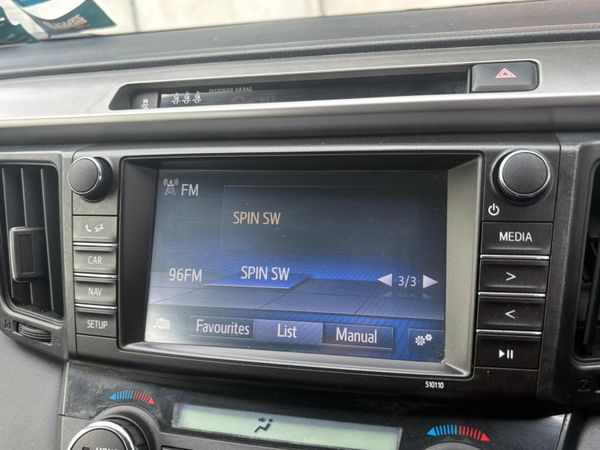 PASSENGER AIRBAG
FM
SPIN SW
96FM
SPIN SW
3/3
Favourites
List
Manual
CAR
NAV
SETUP
MEDIA
>
<
510110